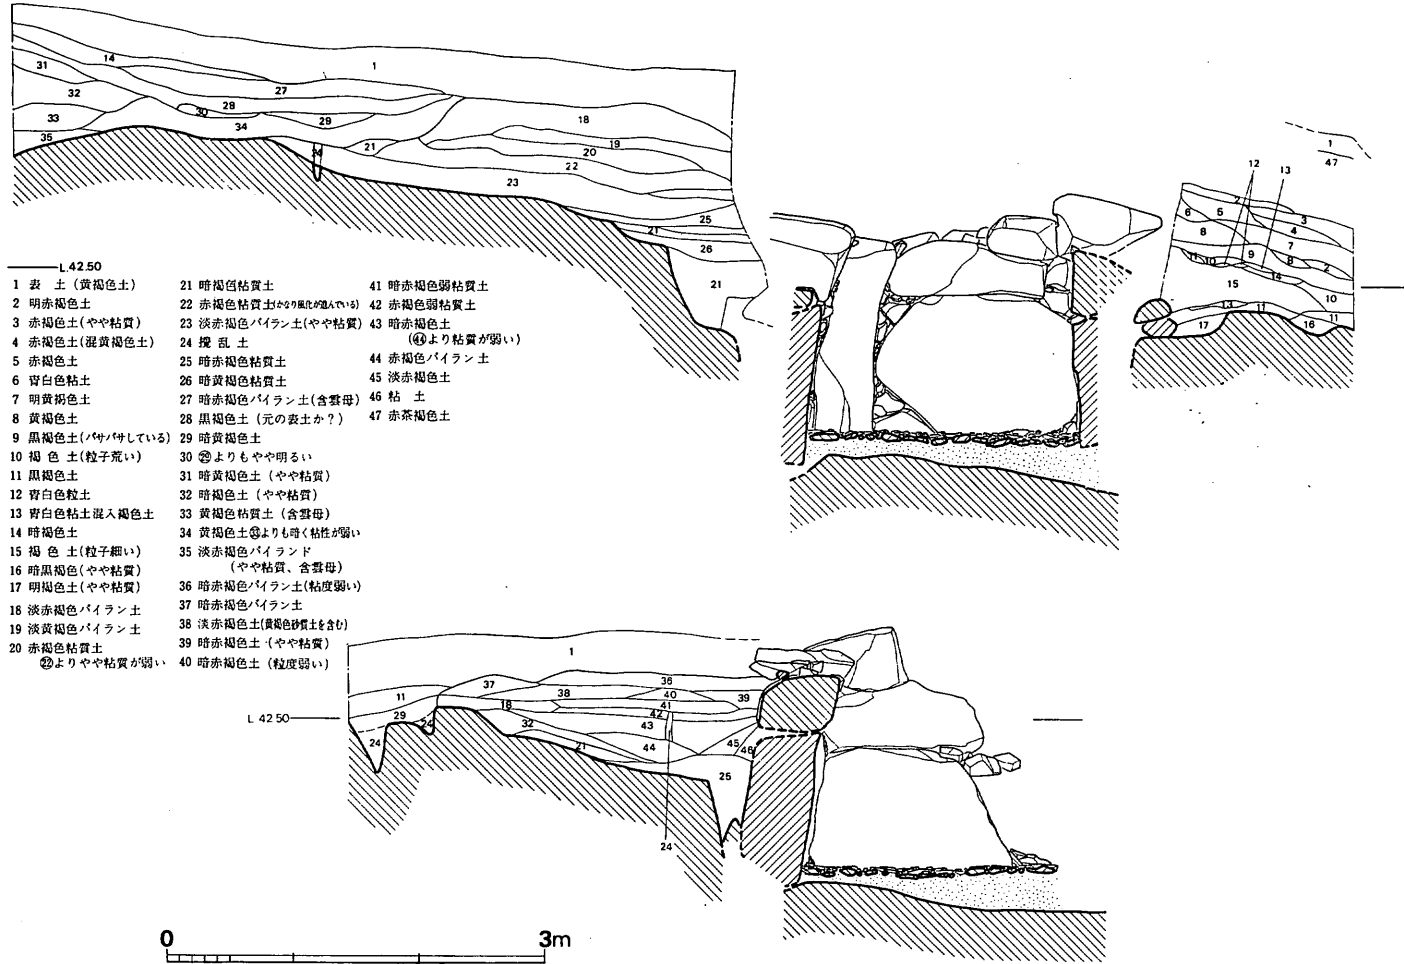 L.42.50
1 表 土 (黄褐色土)
2 明赤褐色土
3 赤褐色土(やや粘質)
4 赤褐色土(混黄褐色土)
5 赤褐色土
6 青白色粘土
7 明黄褐色土
8 黄褐色土
9 黒褐色土(パサパサしている)
10 褐 色 土(粒子荒い)
11 黒褐色土
12 青白色粒土
13 青白色粘土混入褐色土
14 暗褐色土
15 褐 色 土(粒子細い)
16 暗黒褐色(やや粘質)
17 明褐色土(やや粘質)
18 淡赤褐色バイラン土
19 淡黄褐色バイラン土
20 赤褐色粘質土
㉒よりやや粘質が弱い
21 暗褐色粘質土
22 赤褐色粘質土(かなり風化が進んでいる)
23 淡赤褐色バイラン土(やや粘質)
24 攪 乱 土
25 暗赤褐色粘質土
26 暗黄褐色粘質土
27 暗赤褐色バイラン土(含雲母)
28 黒褐色土 (元の表土か?)
29 暗黄褐色土
30 ㉙よりもやや明るい
31 暗黄褐色土 (やや粘質)
32 暗褐色土 (やや粘質)
33 黄褐色粘質土 (含雲母)
34 黄褐色土㉝よりも暗く粘性が弱い
35 淡赤褐色バイランド
(やや粘質、含雲母)
36 暗赤褐色バイラン土(粘度弱い)
37 暗赤褐色バイラン土
38 淡赤褐色土(黄褐色砂質土を含む)
39 暗赤褐色土 (やや粘質)
40 暗赤褐色土 (粒度弱い)
41 暗赤褐色弱粘質土
42 赤褐色弱粘質土
43 暗赤褐色土
(㊹より粘質が弱い)
44 赤褐色バイラン土
45 淡赤褐色土
46 粘 土
47 赤茶褐色土
L 42 50
0 3m